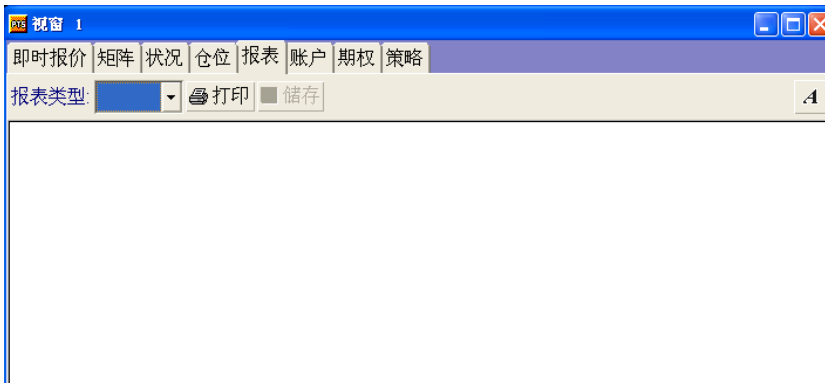 PTS 视窗 1
即时报价 矩阵 状况 仓位 报表 账户 期权 策略
报表类型: 打印 储存 A